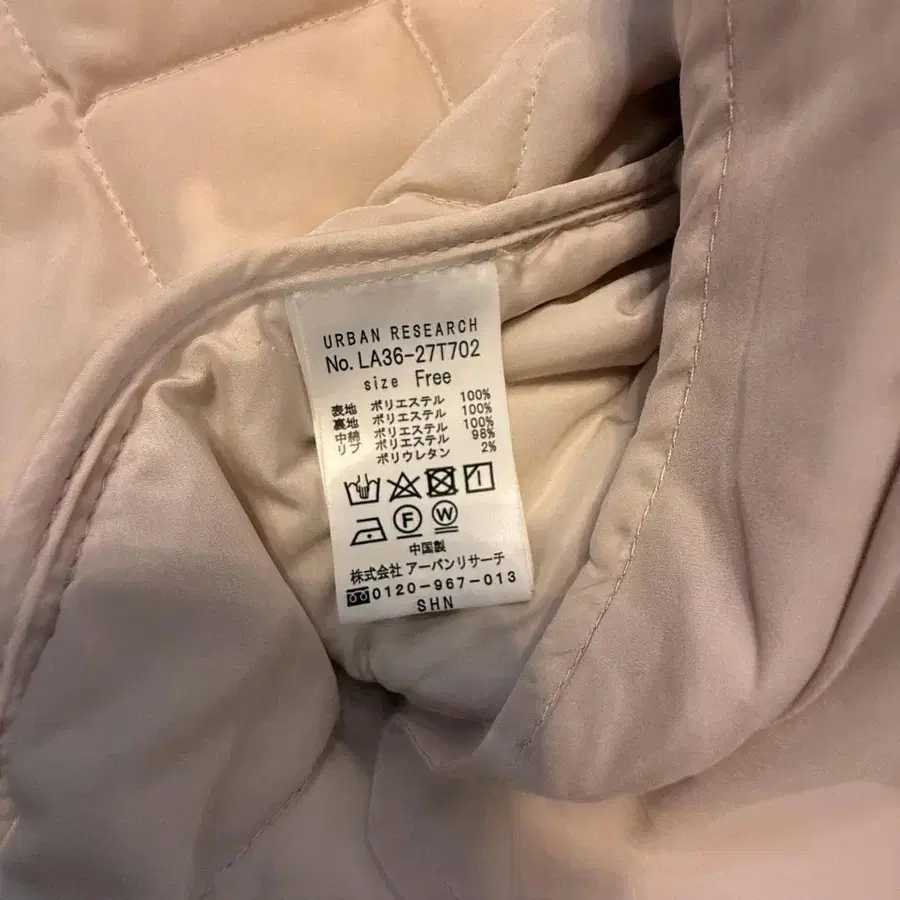 URBAN RESEARCH
No. LA36-27T702
size Free
表地 ポリエステル 100%
裏地 ポリエステル 100%
中綿 ポリエステル 100%
リブ ポリエステル 98%
ポリウレタン 2%
F W
中国製
株式会社 アーバンリサーチ
0120-967-013
SHN